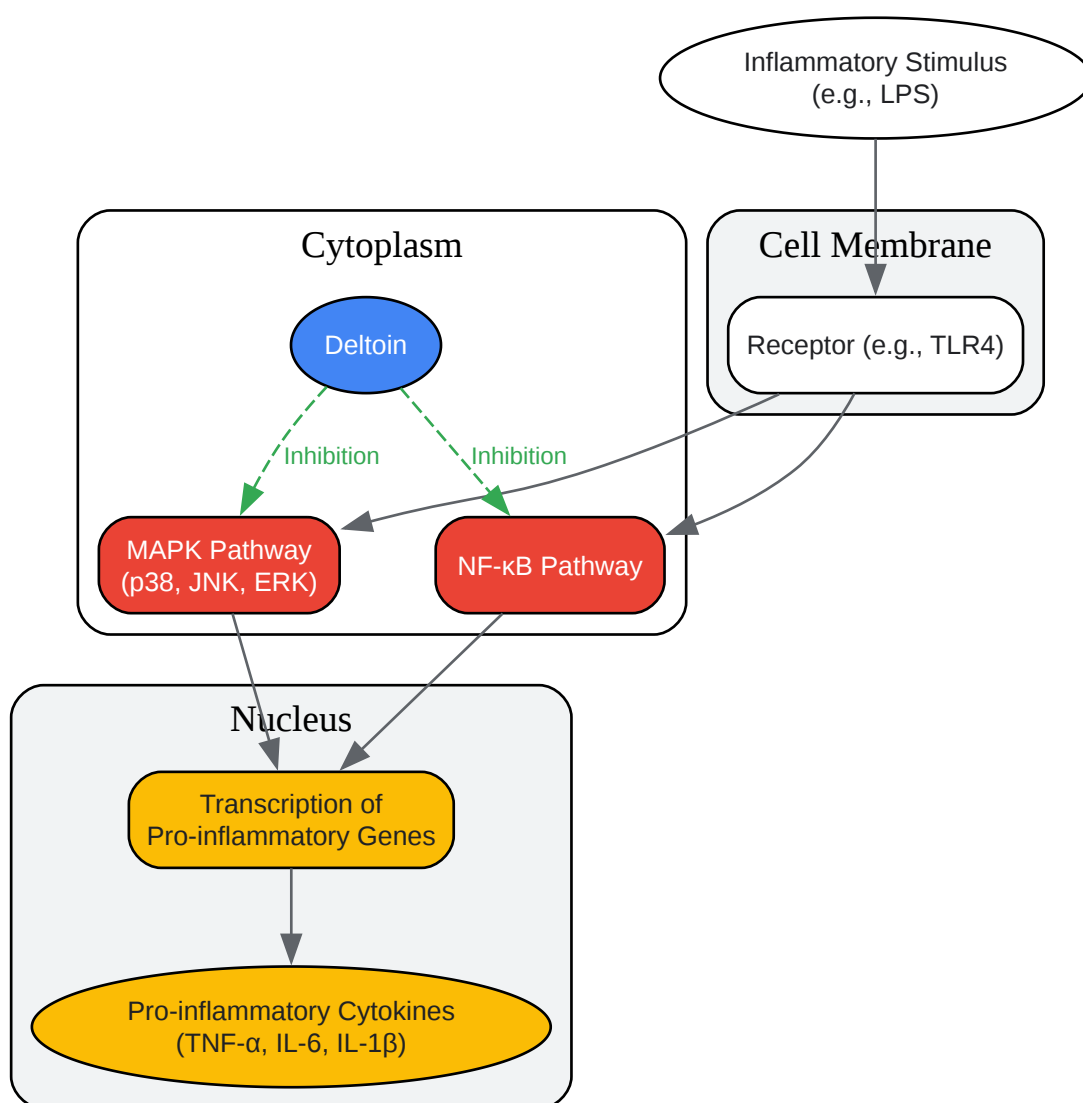 Inflammatory Stimulus
(e.g., LPS)
Cytoplasm
Cell Membrane
Deltoin
Receptor (e.g., TLR4)
Inhibition
Inhibition
MAPK Pathway
(p38, JNK, ERK)
NF-κB Pathway
Nucleus
Transcription of
Pro-inflammatory Genes
Pro-inflammatory Cytokines
(TNF-α, IL-6, IL-1β)